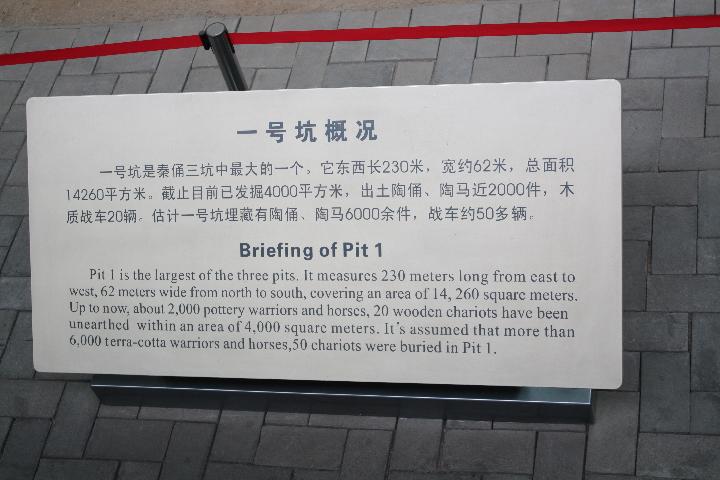 一号坑概况
一号坑是秦俑三坑中最大的一个，它东西长230米，宽约62米，总面积
14260平方米。截止目前已发掘4000平方米，出土陶俑、陶马近2000件，木
质战车20辆。估计一号坑埋藏有陶俑、陶马6000余件，战车约50多辆。
Briefing of Pit 1
Pit 1 is the largest of the three pits. It measures 230 meters long from east to
west, 62 meters wide from north to south, covering an area of 14, 260 square meters.
Up to now, about 2,000 pottery warriors and horses, 20 wooden chariots have been
unearthed within an area of 4,000 square meters. It's assumed that more than
6,000 terra-cotta warriors and horses,50 chariots were buried in Pit 1.